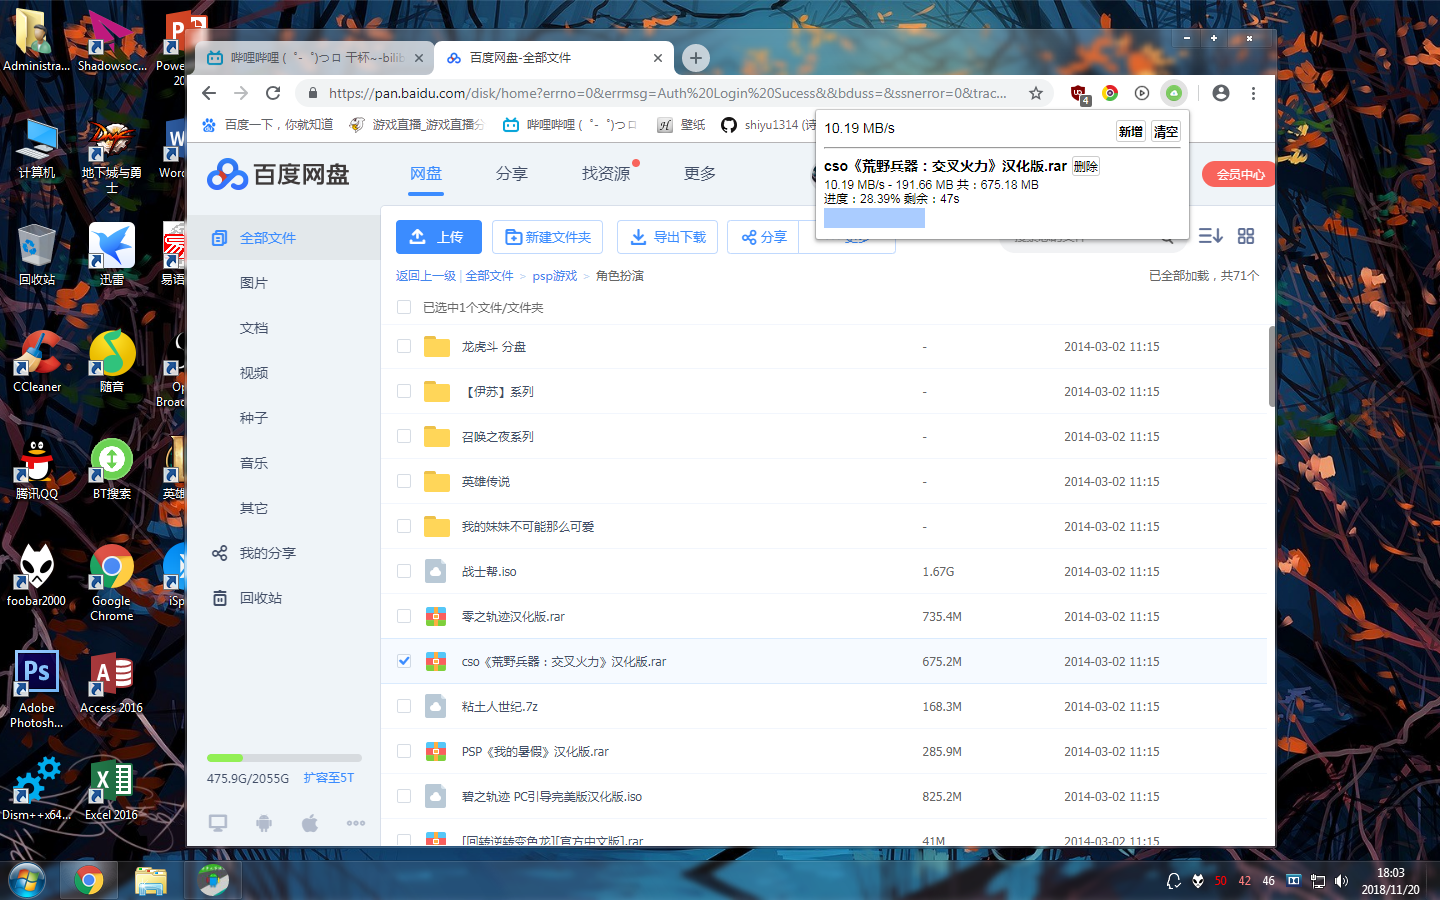 Administra...
Shadowsoc...
计算机
地下城与勇
士
回收站
迅雷
CCleaner
随音
腾讯QQ
BT搜索
foobar2000
Google
Chrome
Adobe
Photosh...
Access 2016
Dism++x64...
Excel 2016
哔哩哔哩 (゜-゜)つロ 干杯~-bilib
百度网盘-全部文件
https://pan.baidu.com/disk/home?errno=0&errmsg=Auth%20Login%20Sucess&&bduss=&ssnerror=0&trac...
4
百度一下，你就知道
游戏直播_游戏直播分
哔哩哔哩 (゜-゜)つロ
壁纸
shiyu1314 (诗
百度网盘
网盘
分享
找资源
更多
会员中心
10.19 MB/s
新增
清空
cso《荒野兵器：交叉火力》汉化版.rar
删除
10.19 MB/s - 191.66 MB 共：675.18 MB
进度：28.39% 剩余：47s
全部文件
图片
文档
视频
种子
音乐
其它
我的分享
回收站
475.9G/2055G
扩容至5T
上传
新建文件夹
导出下载
分享
返回上一级 | 全部文件 > psp游戏 > 角色扮演
已全部加载，共71个
已选中1个文件/文件夹
龙虎斗 分盘 - 2014-03-02 11:15
【伊苏】系列 - 2014-03-02 11:15
召唤之夜系列 - 2014-03-02 11:15
英雄传说 - 2014-03-02 11:15
我的妹妹不可能那么可爱 - 2014-03-02 11:15
战士帮.iso 1.67G 2014-03-02 11:15
零之轨迹汉化版.rar 735.4M 2014-03-02 11:15
cso《荒野兵器：交叉火力》汉化版.rar 675.2M 2014-03-02 11:15
粘土人世纪.7z 168.3M 2014-03-02 11:15
PSP《我的暑假》汉化版.rar 285.9M 2014-03-02 11:15
碧之轨迹 PC引导完美版汉化版.iso 825.2M 2014-03-02 11:15
[回转逆转变色龙][官方中文版].rar 41M 2014-03-02 11:15
50 42 46
18:03
2018/11/20